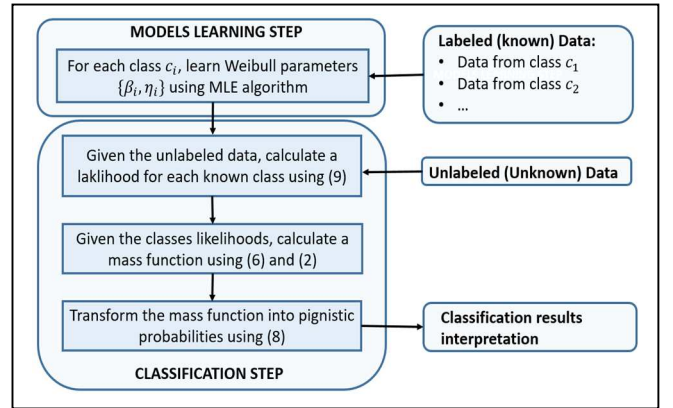 MODELS LEARNING STEP
For each class c_i, learn Weibull parameters
{β_i, η_i} using MLE algorithm
Labeled (known) Data:
• Data from class c_1
• Data from class c_2
• ...
Given the unlabeled data, calculate a
laklihood for each known class using (9)
Unlabeled (Unknown) Data
Given the classes likelihoods, calculate a
mass function using (6) and (2)
Transform the mass function into pignistic
probabilities using (8)
Classification results
interpretation
CLASSIFICATION STEP